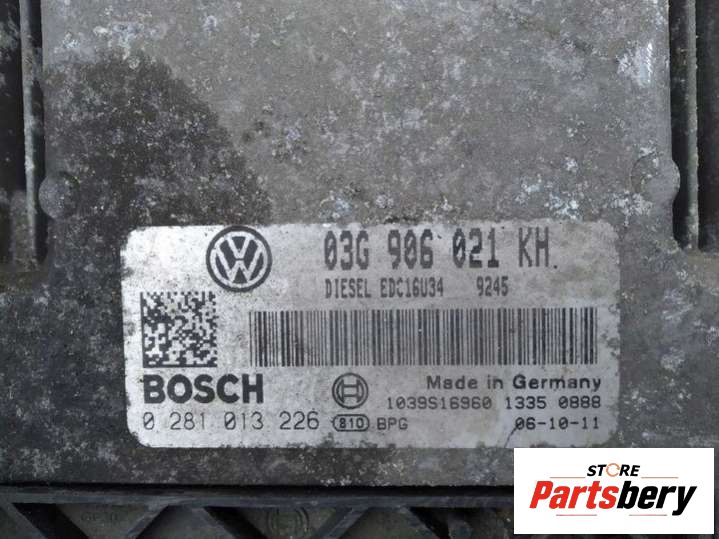 03G 906 021 KH.
DIESEL EDC16U34 9245
BOSCH
Made in Germany
1039S16960 1335 0888
0 281 013 226 810 BPG 06-10-11
STORE
Partsbery